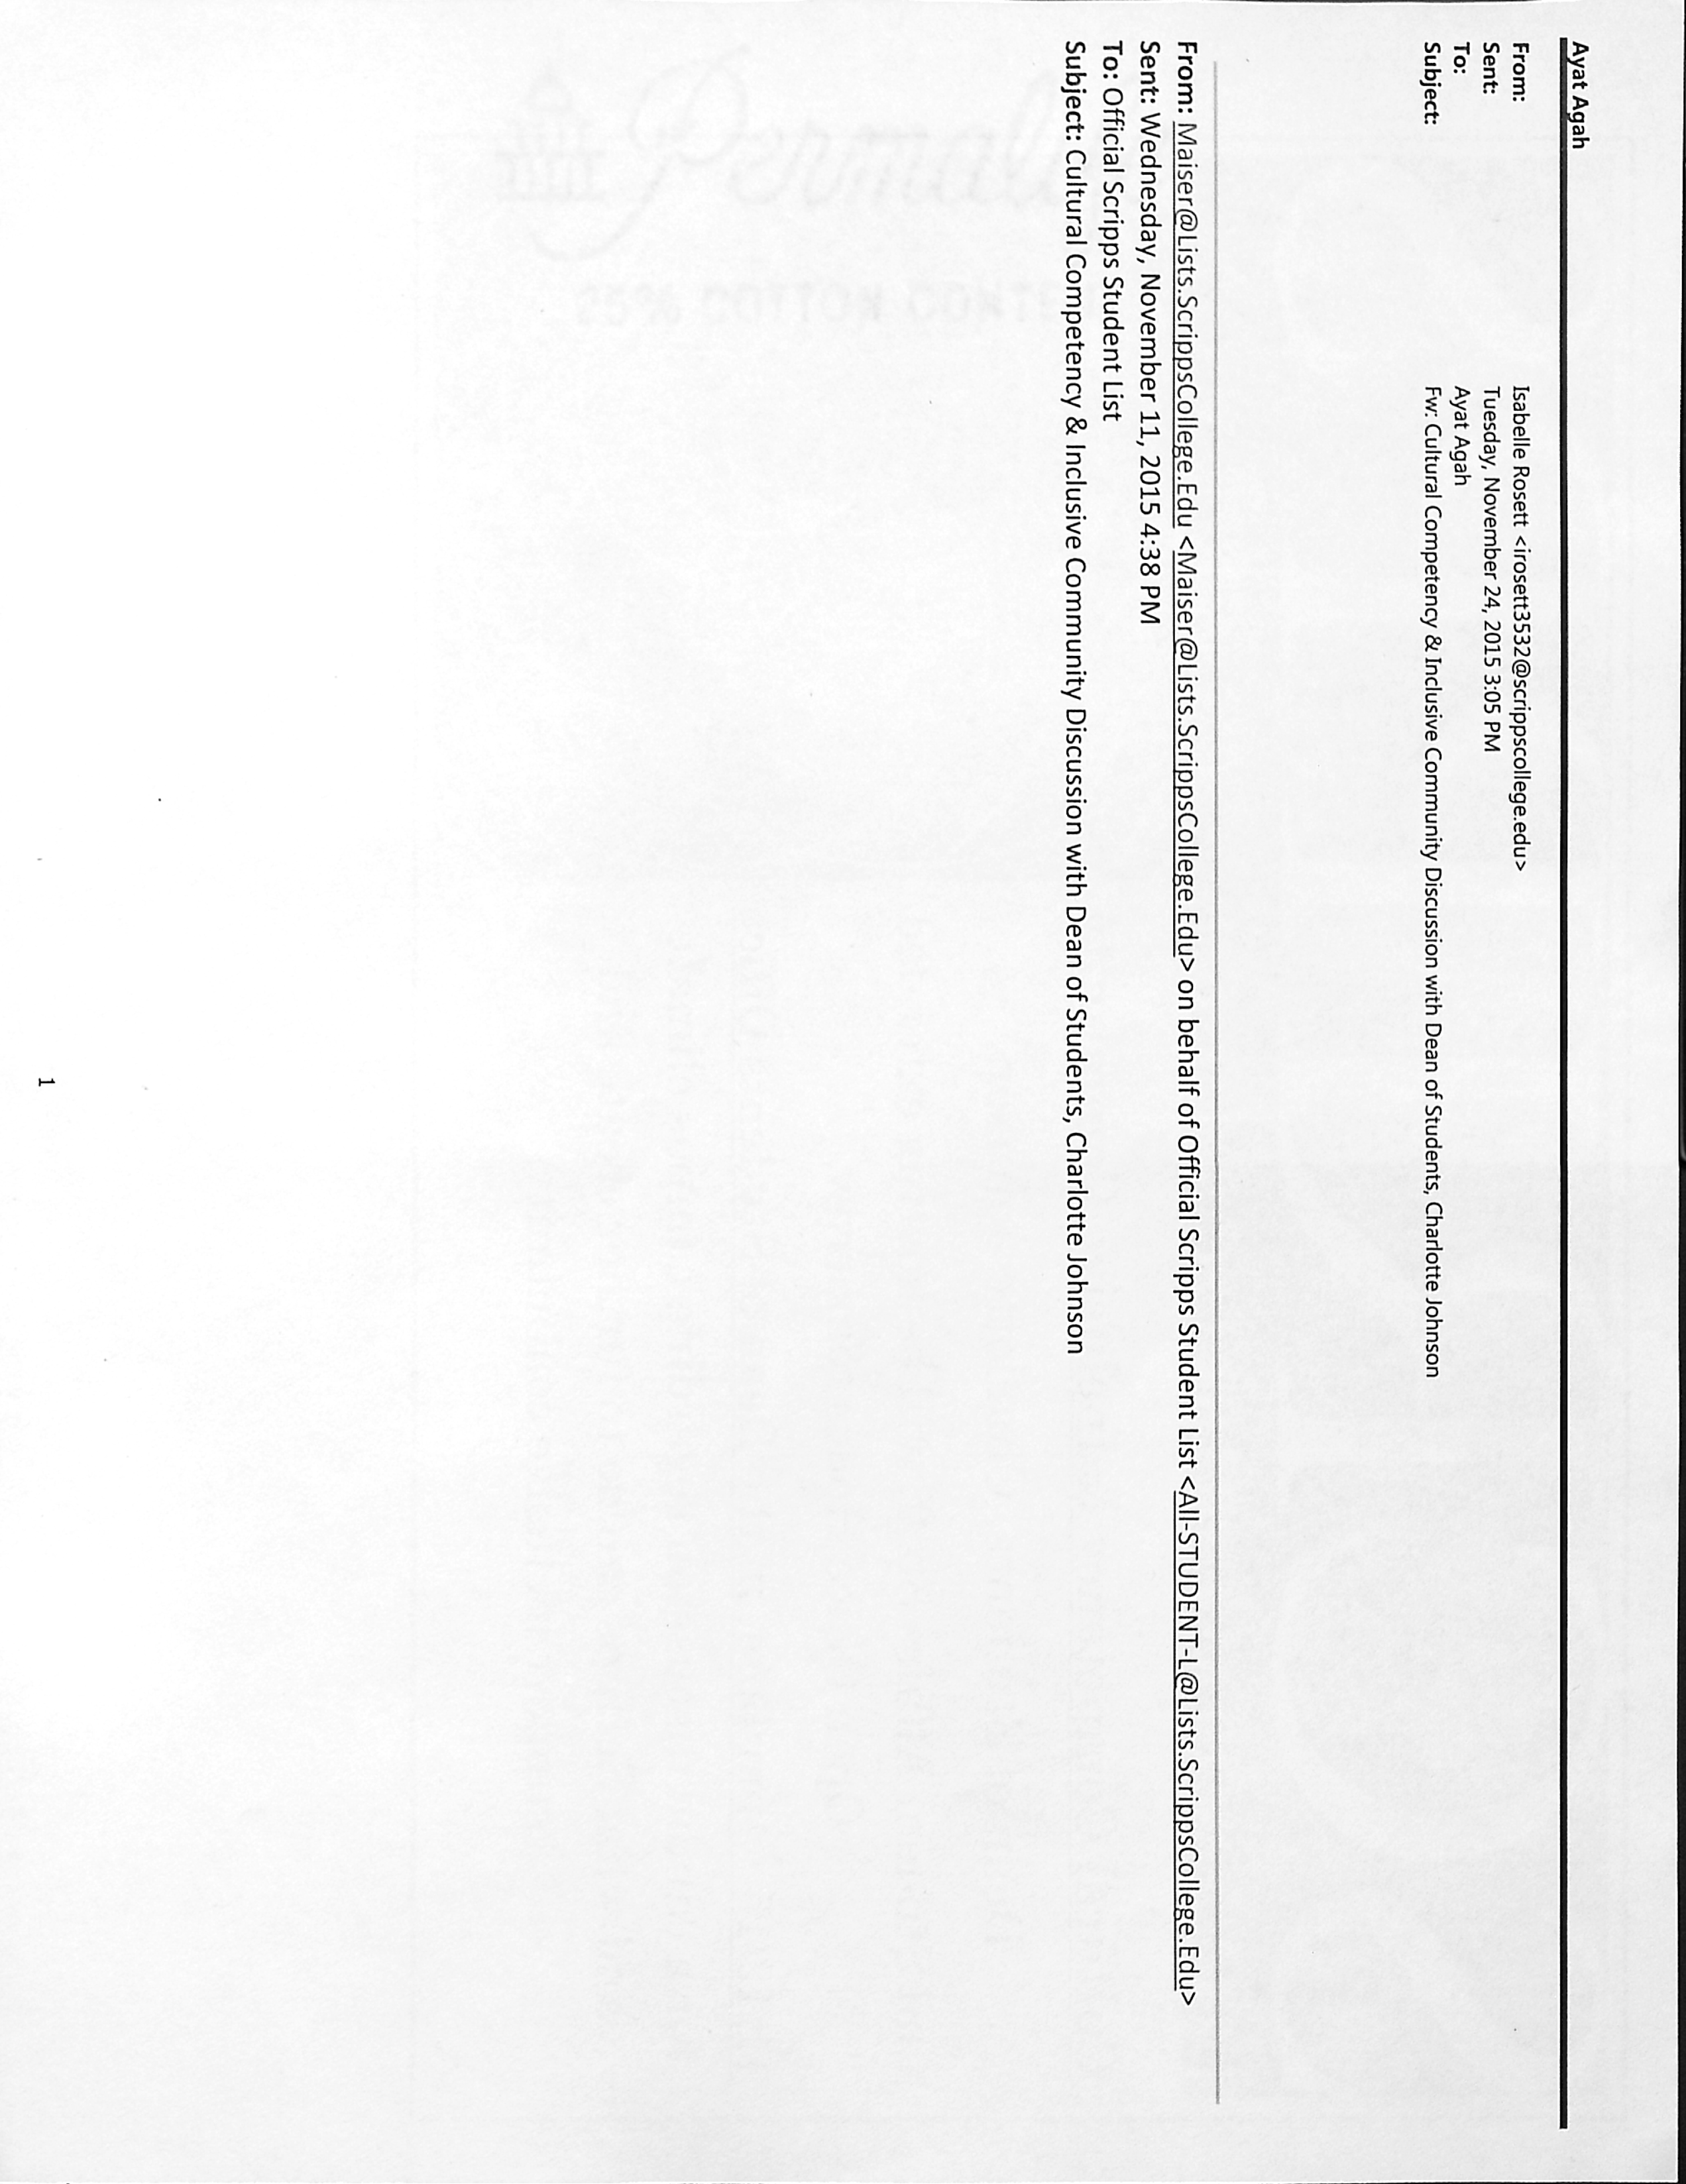 Ayat Agah
From: Isabelle Rosett <irosett3532@scrippscollege.edu>
Sent: Tuesday, November 24, 2015 3:05 PM
To: Ayat Agah
Subject: Fw: Cultural Competency & Inclusive Community Discussion with Dean of Students, Charlotte Johnson
From: Maiser@Lists.ScrippsCollege.Edu <Maiser@Lists.ScrippsCollege.Edu> on behalf of Official Scripps Student List <All-STUDENT-L@Lists.ScrippsCollege.Edu>
Sent: Wednesday, November 11, 2015 4:38 PM
To: Official Scripps Student List
Subject: Cultural Competency & Inclusive Community Discussion with Dean of Students, Charlotte Johnson
25% COTTON
1